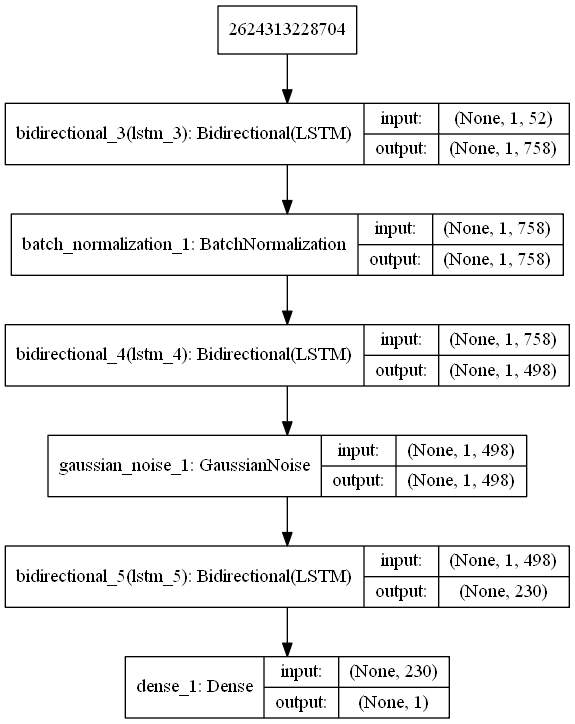 2624313228704
bidirectional_3(lstm_3): Bidirectional(LSTM)
input: (None, 1, 52)
output: (None, 1, 758)
batch_normalization_1: BatchNormalization
input: (None, 1, 758)
output: (None, 1, 758)
bidirectional_4(lstm_4): Bidirectional(LSTM)
input: (None, 1, 758)
output: (None, 1, 498)
gaussian_noise_1: GaussianNoise
input: (None, 1, 498)
output: (None, 1, 498)
bidirectional_5(lstm_5): Bidirectional(LSTM)
input: (None, 1, 498)
output: (None, 230)
dense_1: Dense
input: (None, 230)
output: (None, 1)